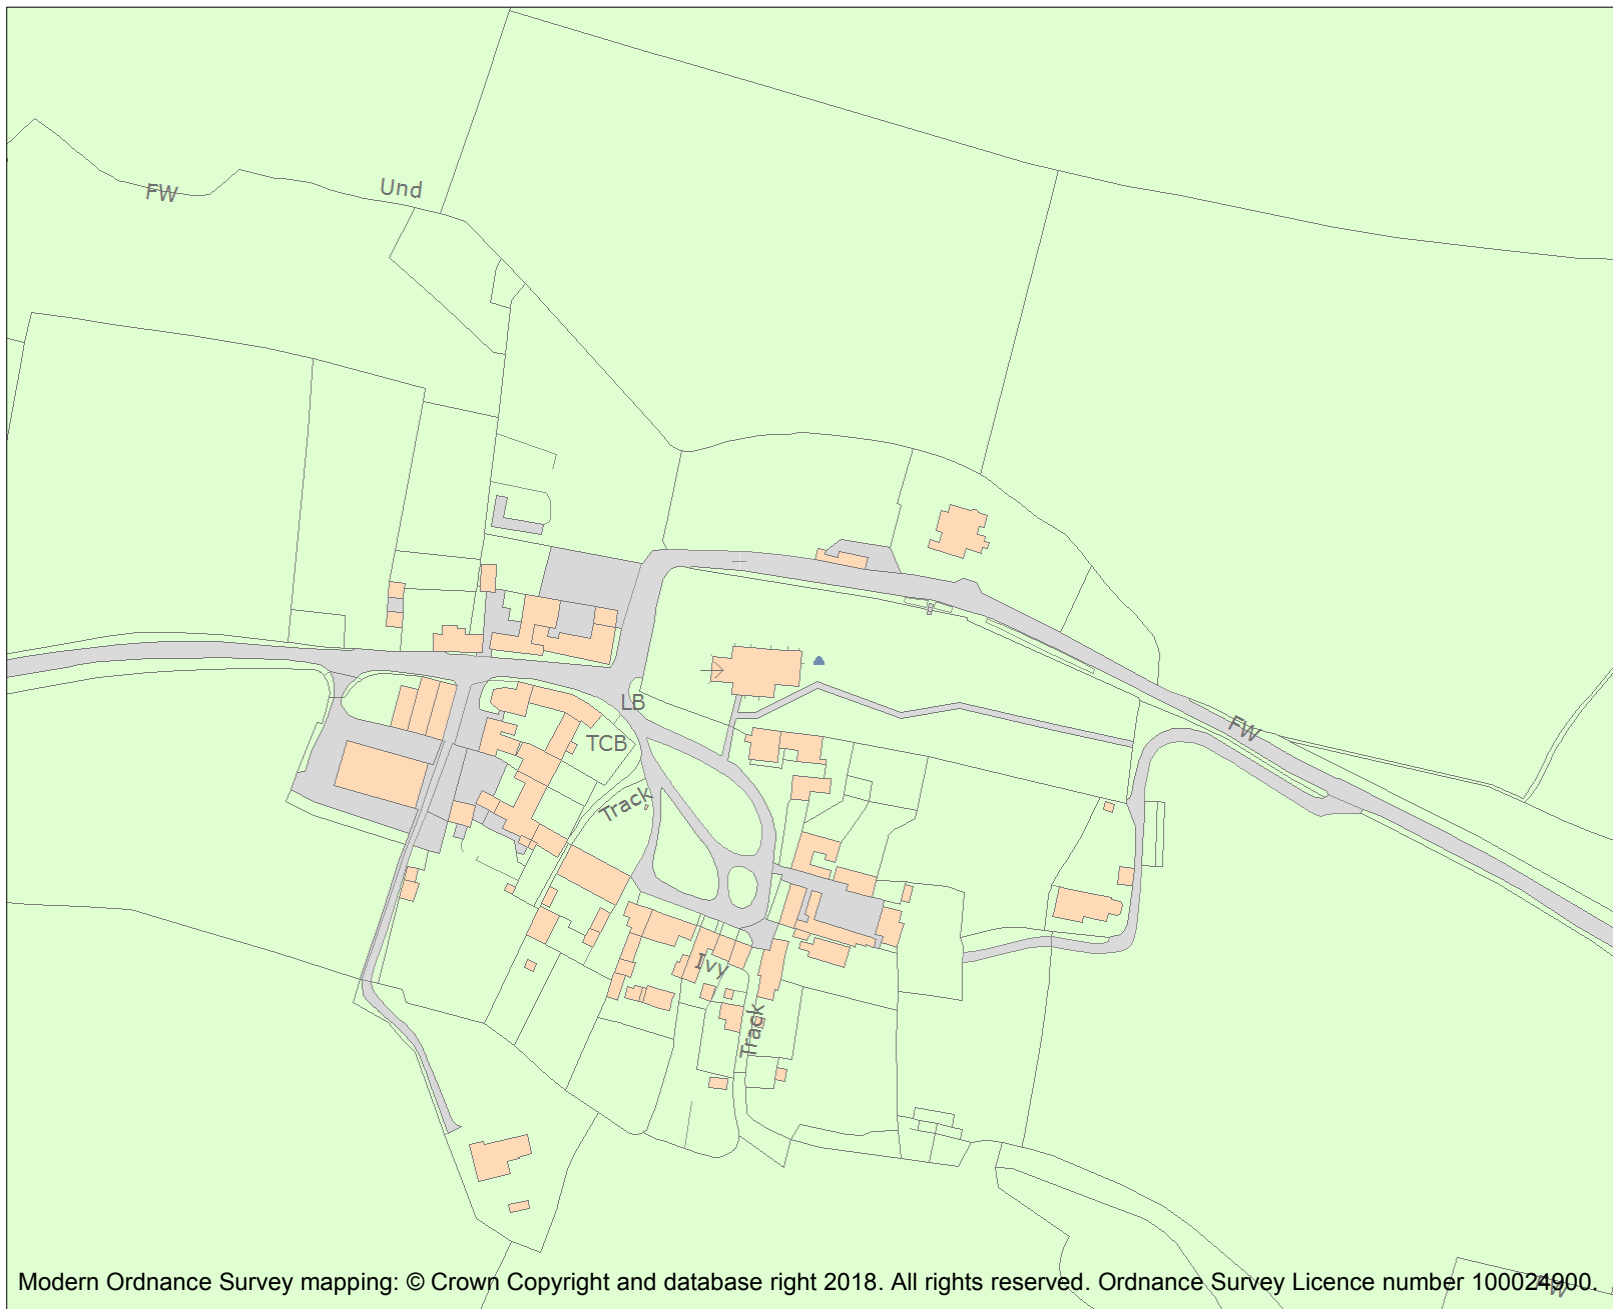 FW
Und
LB
TCB
FW
Track
Ivy
Track
FW
Modern Ordnance Survey mapping: © Crown Copyright and database right 2018. All rights reserved. Ordnance Survey Licence number 100024900.